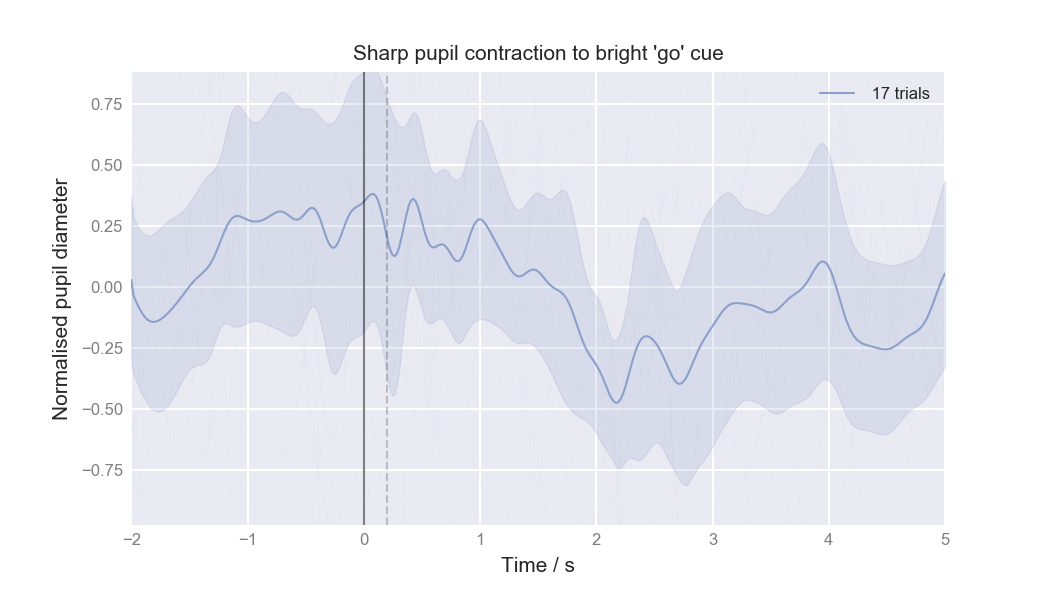 Sharp pupil contraction to bright 'go' cue
17 trials
Normalised pupil diameter
0.75
0.50
0.25
0.00
−0.25
−0.50
−0.75
−2 −1 0 1 2 3 4 5
Time / s